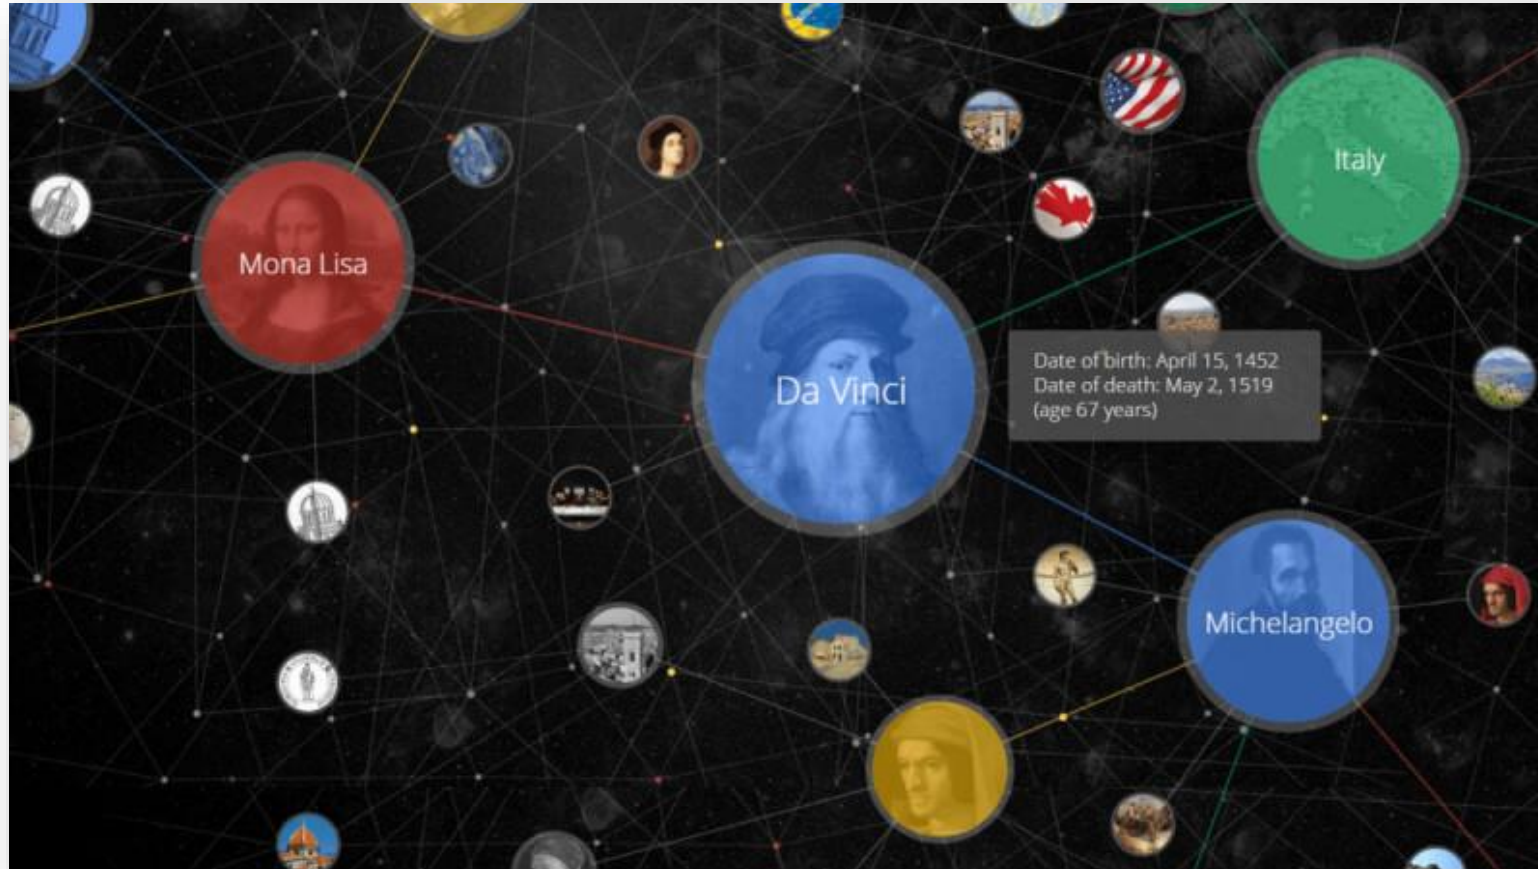 Italy
Mona Lisa
Da Vinci
Date of birth: April 15, 1452
Date of death: May 2, 1519
(age 67 years)
Michelangelo